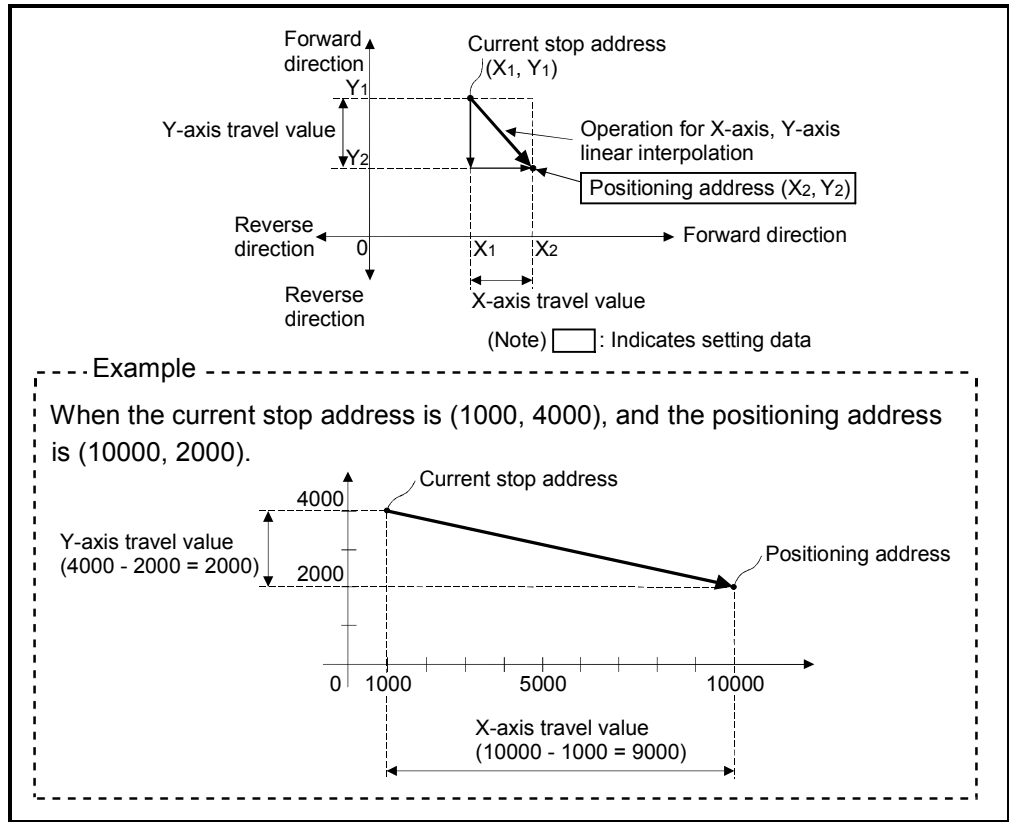 Forward
direction
Current stop address
(X1, Y1)
Y1
Y-axis travel value
Operation for X-axis, Y-axis
linear interpolation
Y2
Positioning address (X2, Y2)
Reverse
direction
0
X1
X2
Forward direction
Reverse
direction
X-axis travel value
(Note) : Indicates setting data
Example
When the current stop address is (1000, 4000), and the positioning address
is (10000, 2000).
Current stop address
4000
Y-axis travel value
(4000 - 2000 = 2000)
Positioning address
2000
0 1000 5000 10000
X-axis travel value
(10000 - 1000 = 9000)